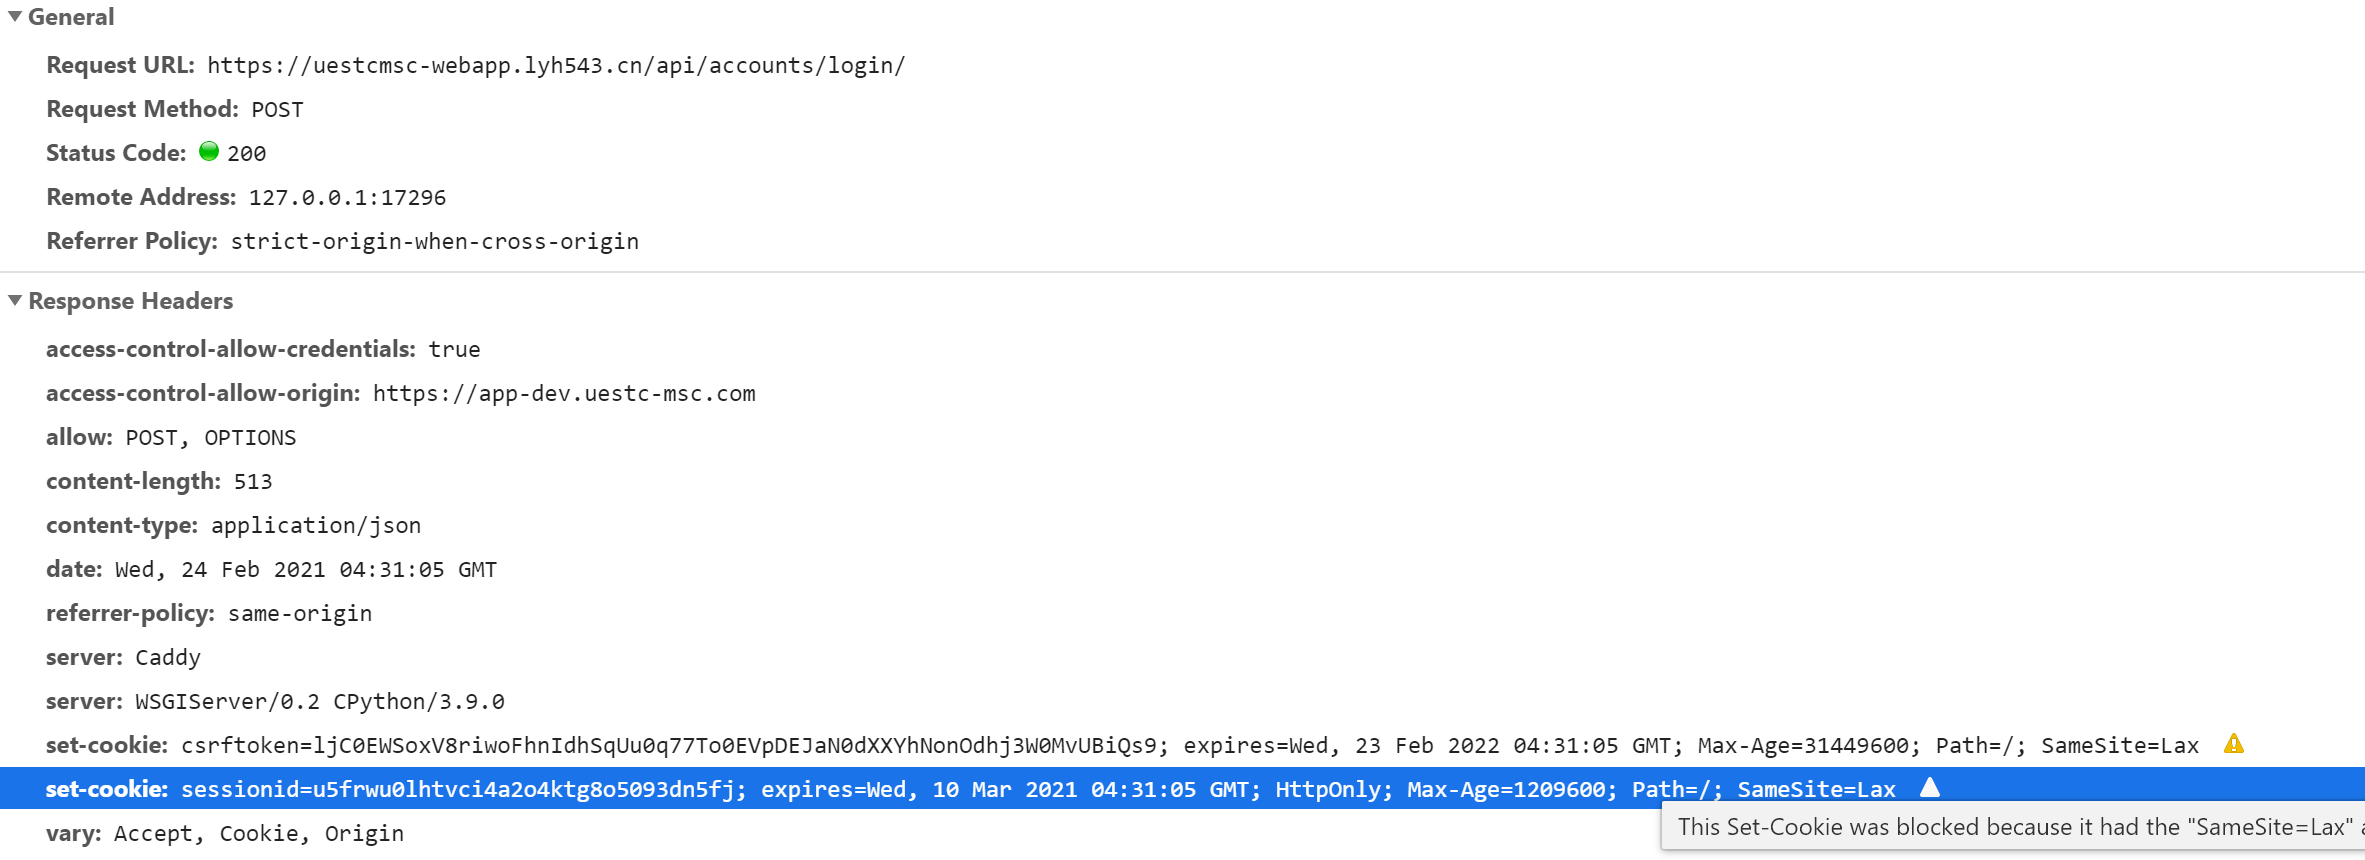 General
Request URL: https://uestcmsc-webapp.lyh543.cn/api/accounts/login/
Request Method: POST
Status Code: 200
Remote Address: 127.0.0.1:17296
Referrer Policy: strict-origin-when-cross-origin
Response Headers
access-control-allow-credentials: true
access-control-allow-origin: https://app-dev.uestc-msc.com
allow: POST, OPTIONS
content-length: 513
content-type: application/json
date: Wed, 24 Feb 2021 04:31:05 GMT
referrer-policy: same-origin
server: Caddy
server: WSGIServer/0.2 CPython/3.9.0
set-cookie: csrftoken=ljC0EWSoxV8riwoFhnIdhSqUu0q77To0EVpDEJaN0dXXYhNonOdhj3W0MvUBiQs9; expires=Wed, 23 Feb 2022 04:31:05 GMT; Max-Age=31449600; Path=/; SameSite=Lax
set-cookie: sessionid=u5frwu0lhtvci4a2o4ktg8o5093dn5fj; expires=Wed, 10 Mar 2021 04:31:05 GMT; HttpOnly; Max-Age=1209600; Path=/; SameSite=Lax
This Set-Cookie was blocked because it had the "SameSite=Lax"
vary: Accept, Cookie, Origin